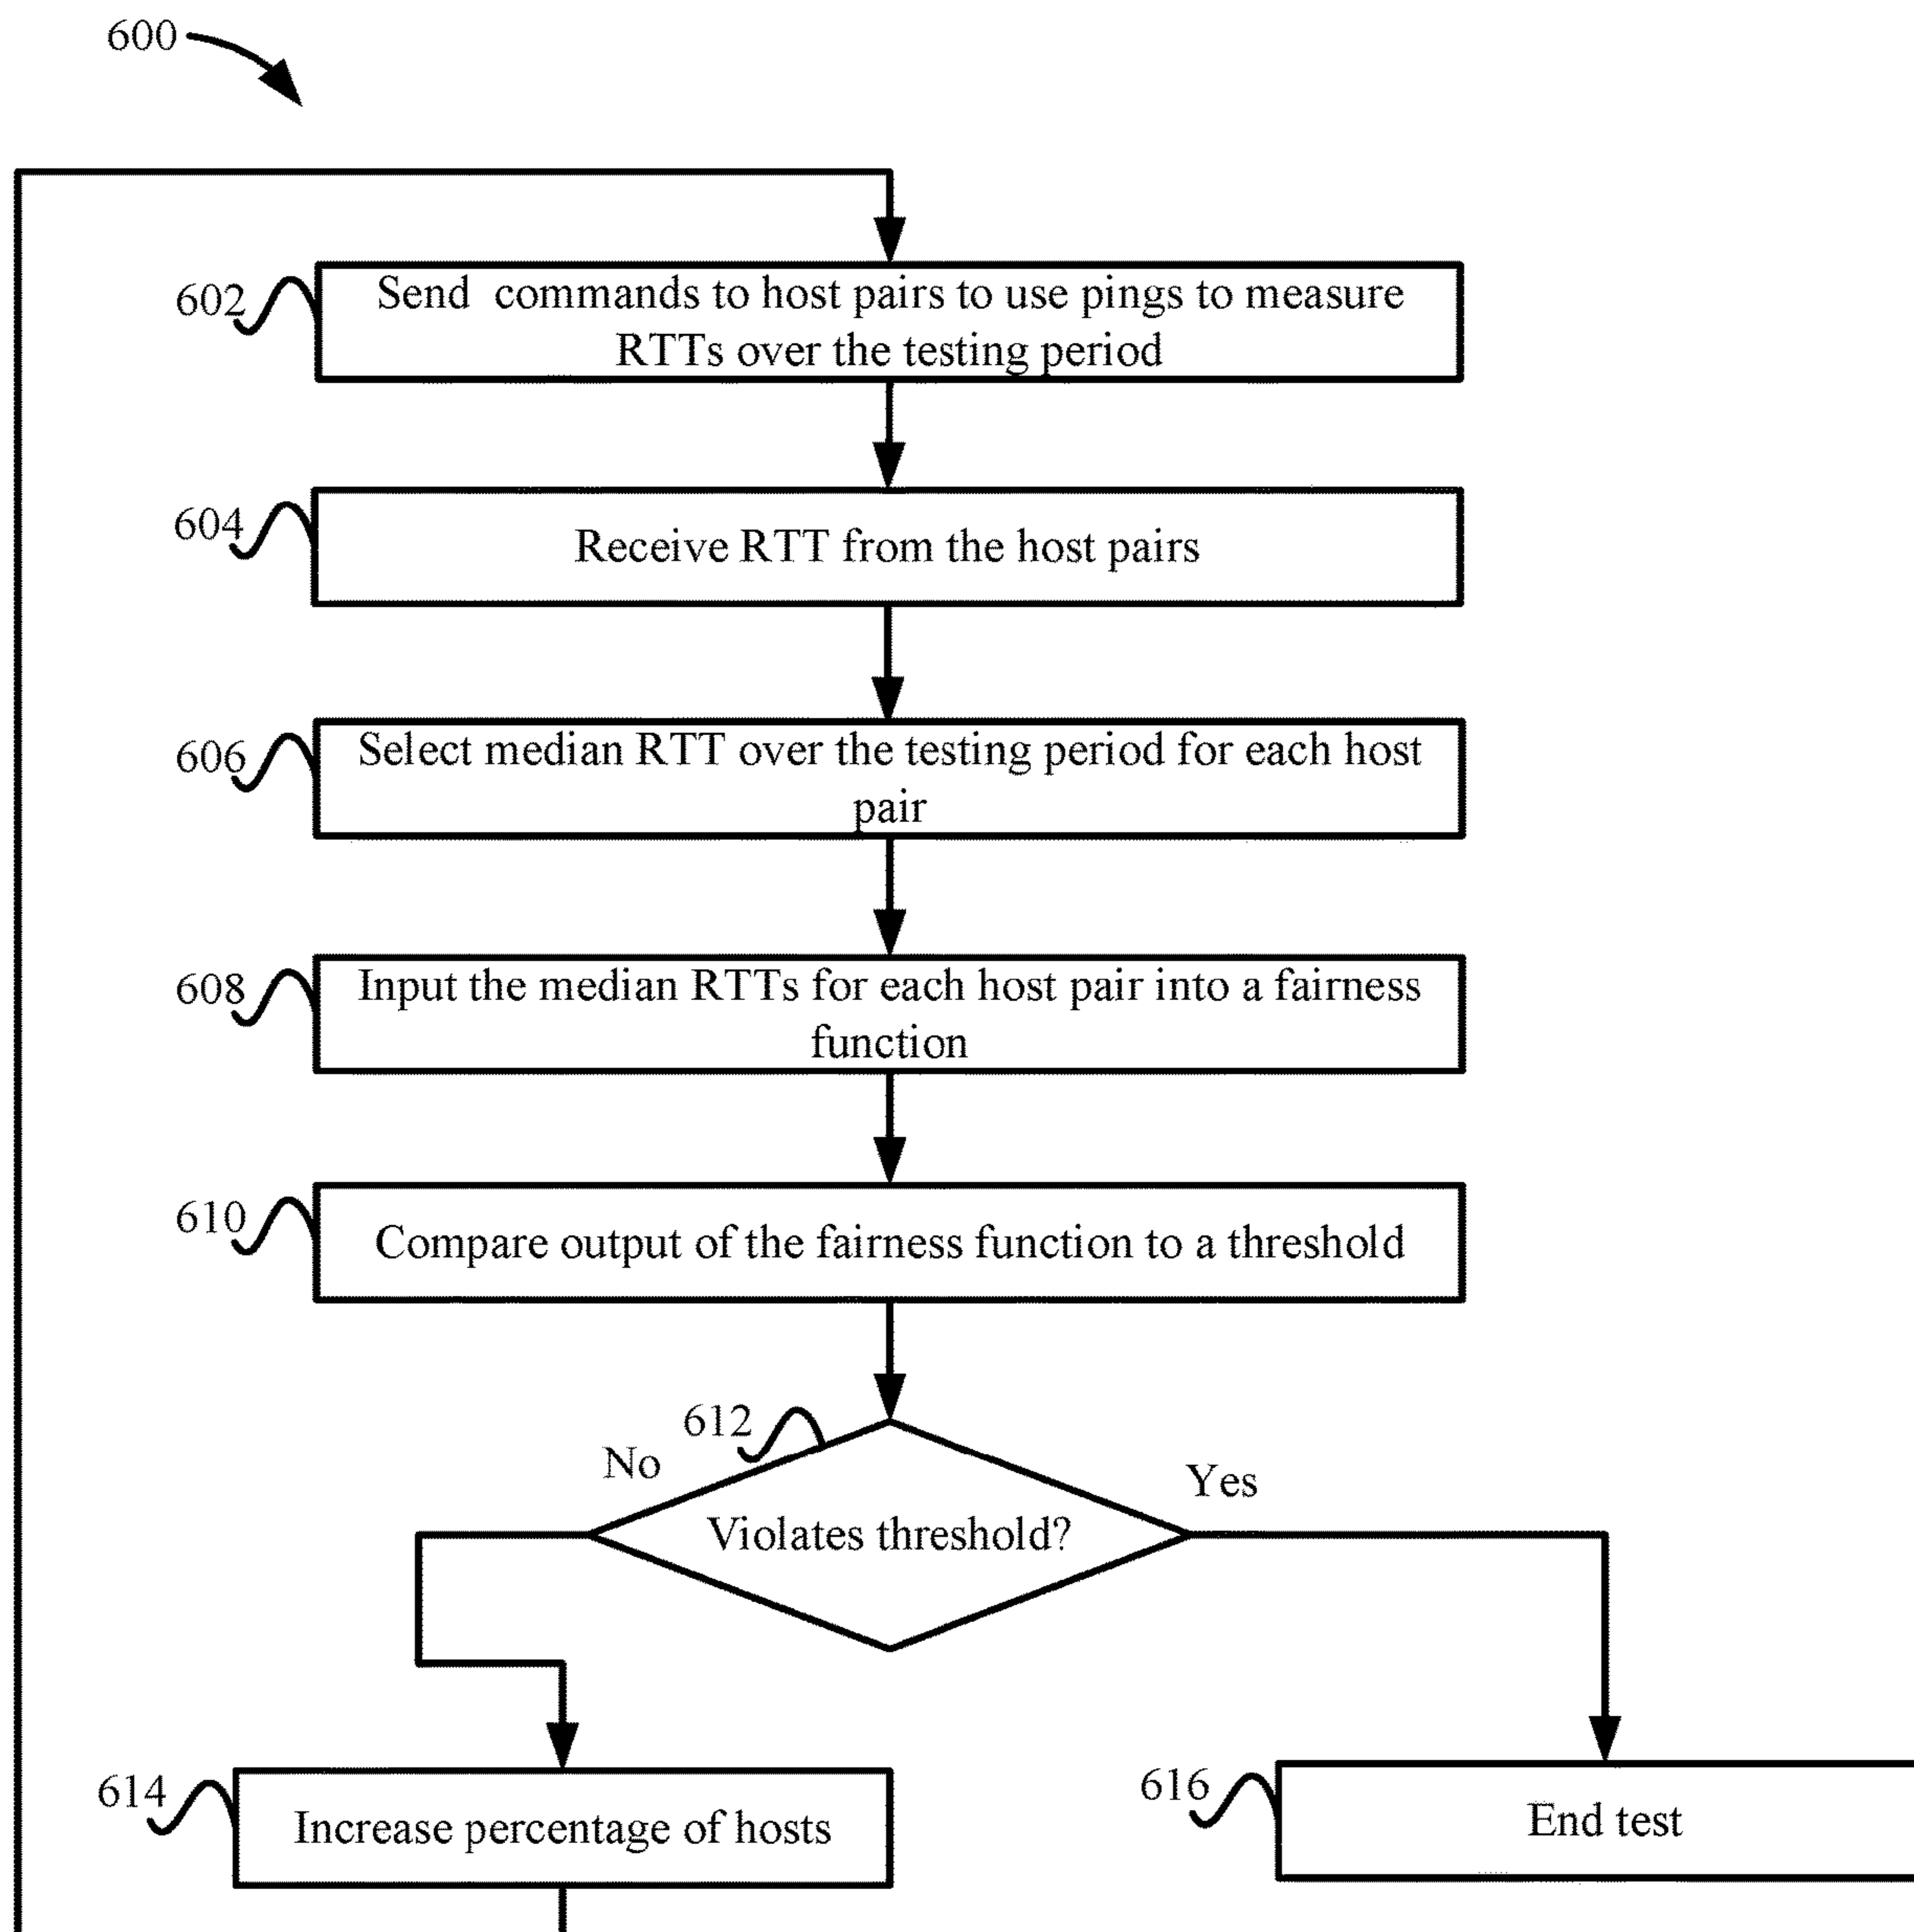 600
602
Send commands to host pairs to use pings to measure
RTTs over the testing period
604
Receive RTT from the host pairs
606
Select median RTT over the testing period for each host
pair
608
Input the median RTTs for each host pair into a fairness
function
610
Compare output of the fairness function to a threshold
612
No
Yes
Violates threshold?
614
Increase percentage of hosts
616
End test